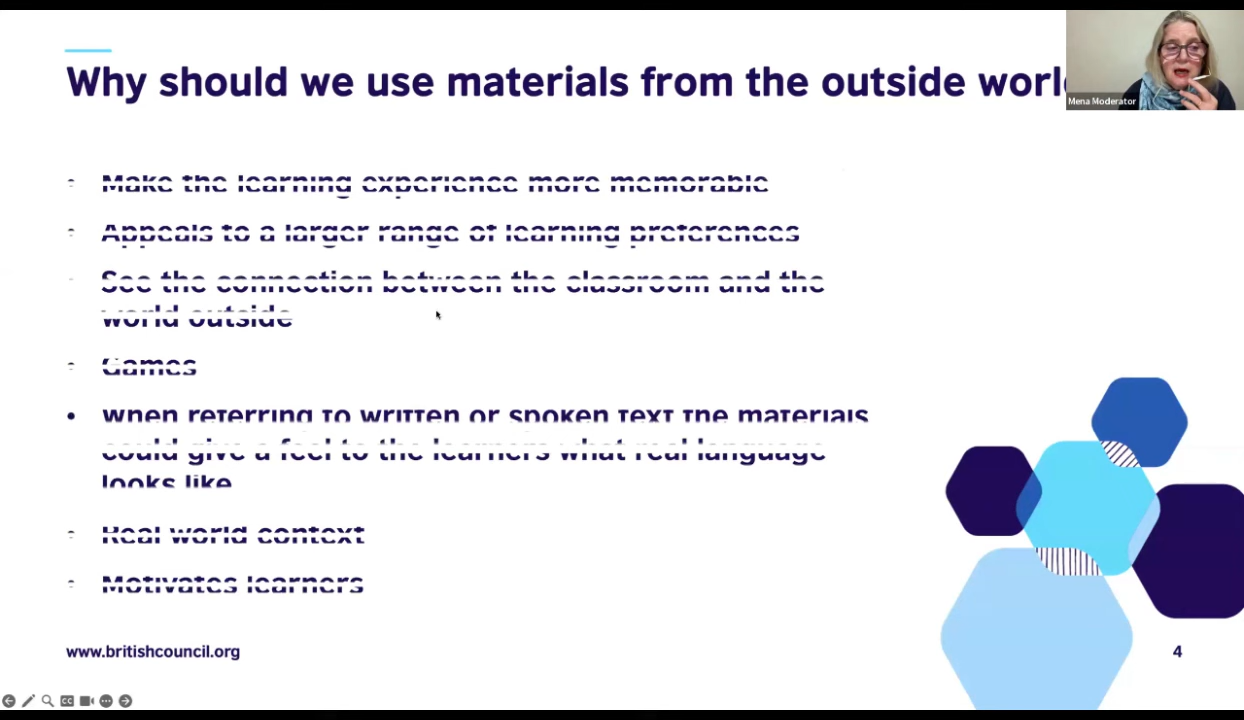 Why should we use materials from the outside
Mena Moderator
Make the learning experience more memorable
Appeals to a larger range of learning preferences
See the connection between the classroom and the
world outside
Games
When referring to written or spoken text the materials
could give a feel to the learners what real language
looks like
Real world context
Motivates learners
www.britishcouncil.org
4
CC